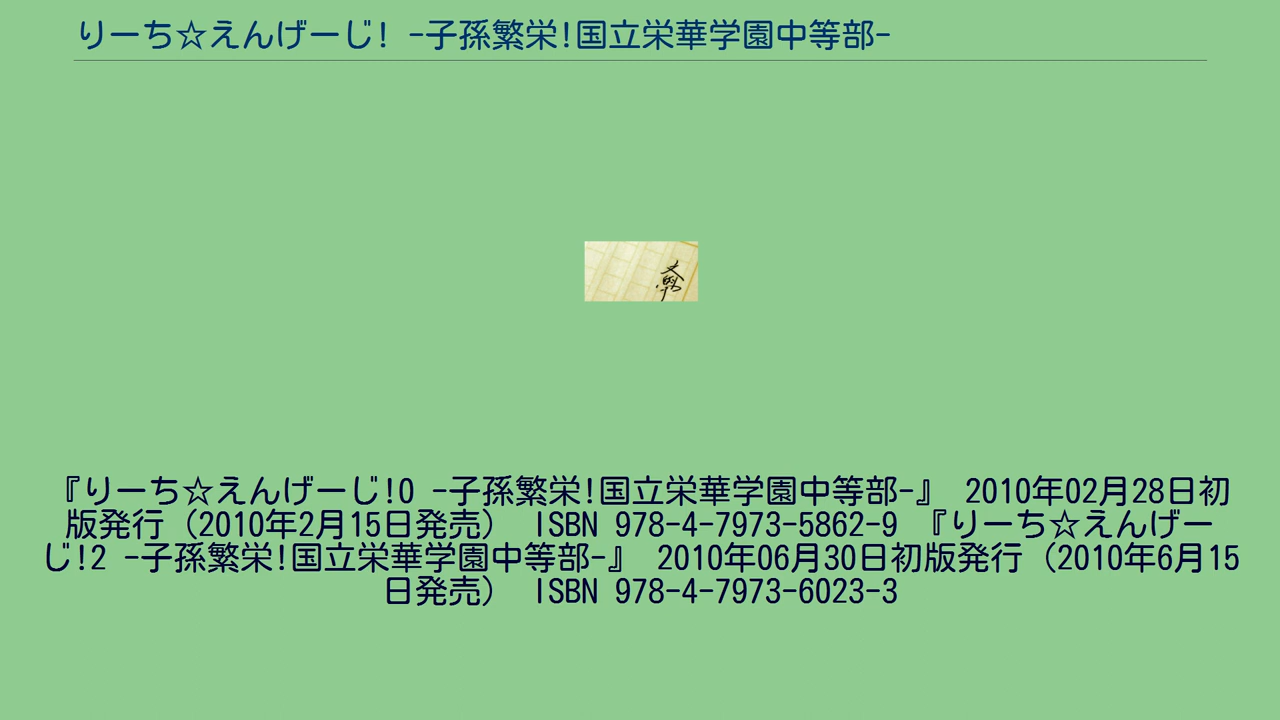 りーち☆えんげーじ! -子孫繁栄!国立栄華学園中等部-
『りーち☆えんげーじ!0 -子孫繁栄!国立栄華学園中等部-』 2010年02月28日初
版発行（2010年2月15日発売） ISBN 978-4-7973-5862-9 『りーち☆えんげー
じ!2 -子孫繁栄!国立栄華学園中等部-』 2010年06月30日初版発行（2010年6月15
日発売） ISBN 978-4-7973-6023-3